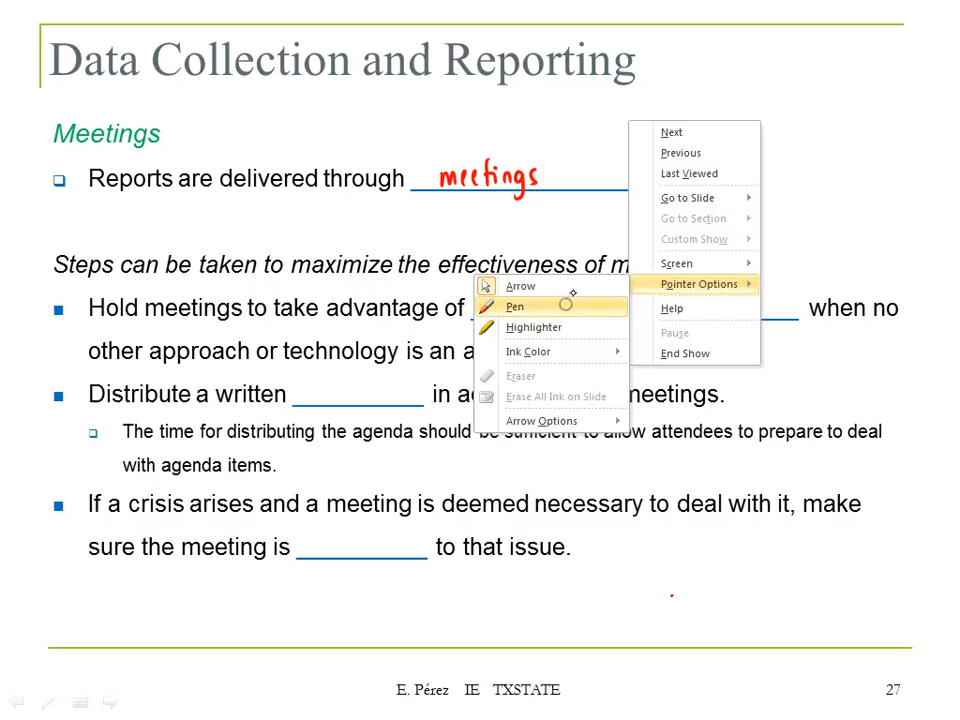 Data Collection and Reporting
Meetings
Reports are delivered through meetings
Steps can be taken to maximize the effectiveness of m
Hold meetings to take advantage of when no
other approach or technology is an a
Distribute a written in a meetings.
The time for distributing the agenda should be sufficient to allow attendees to prepare to deal
with agenda items.
If a crisis arises and a meeting is deemed necessary to deal with it, make
sure the meeting is to that issue.
Next
Previous
Last Viewed
Go to Slide
Go to Section
Custom Show
Screen
Pointer Options
Help
Pause
End Show
Arrow
Pen
Highlighter
Ink Color
Eraser
Erase All Ink on Slide
Arrow Options
E. Pérez IE TXSTATE
27